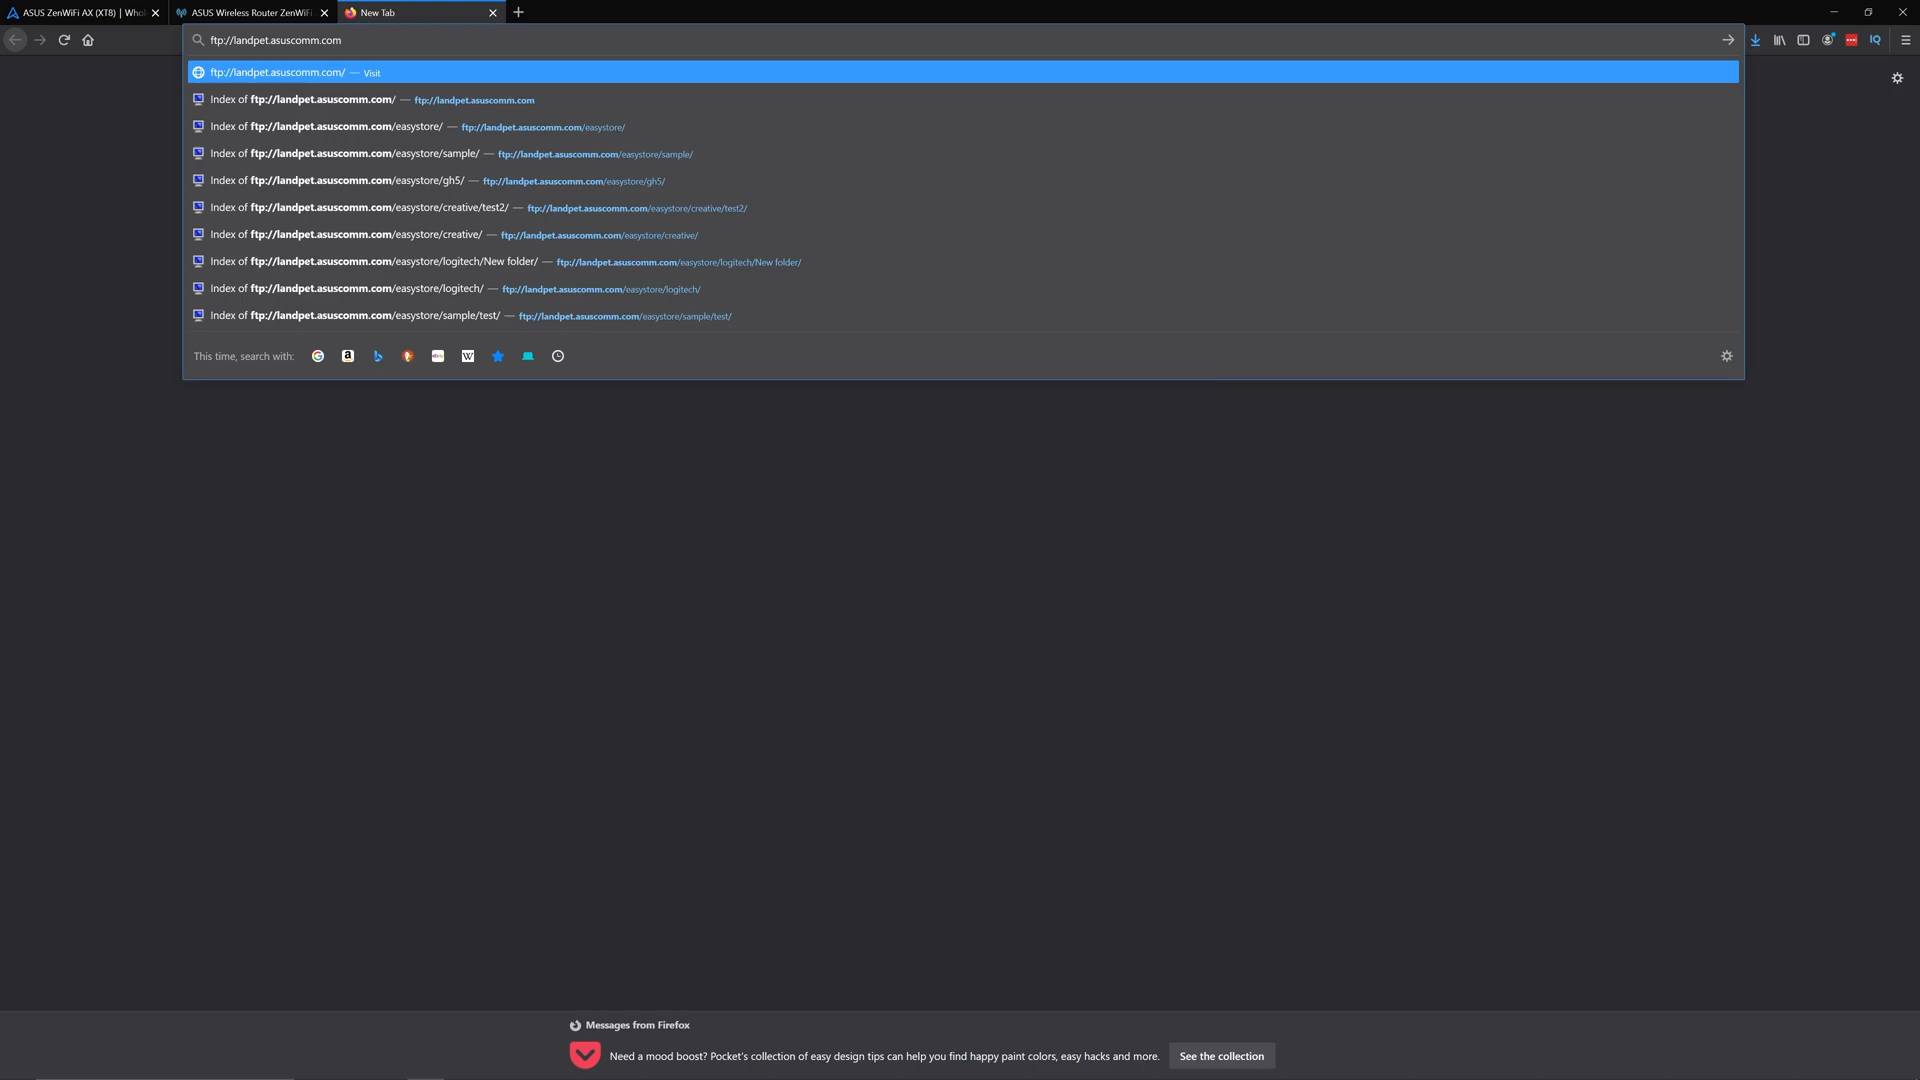 ASUS ZenWiFi AX (XT8) | Whol
ASUS Wireless Router ZenWiFi
New Tab
ftp://landpet.asuscomm.com
ftp://landpet.asuscomm.com/ — Visit
Index of ftp://landpet.asuscomm.com/ — ftp://landpet.asuscomm.com
Index of ftp://landpet.asuscomm.com/easystore/ — ftp://landpet.asuscomm.com/easystore/
Index of ftp://landpet.asuscomm.com/easystore/sample/ — ftp://landpet.asuscomm.com/easystore/sample/
Index of ftp://landpet.asuscomm.com/easystore/gh5/ — ftp://landpet.asuscomm.com/easystore/gh5/
Index of ftp://landpet.asuscomm.com/easystore/creative/test2/ — ftp://landpet.asuscomm.com/easystore/creative/test2/
Index of ftp://landpet.asuscomm.com/easystore/creative/ — ftp://landpet.asuscomm.com/easystore/creative/
Index of ftp://landpet.asuscomm.com/easystore/logitech/New folder/ — ftp://landpet.asuscomm.com/easystore/logitech/New folder/
Index of ftp://landpet.asuscomm.com/easystore/logitech/ — ftp://landpet.asuscomm.com/easystore/logitech/
Index of ftp://landpet.asuscomm.com/easystore/sample/test/ — ftp://landpet.asuscomm.com/easystore/sample/test/
This time, search with:
IQ
Messages from Firefox
Need a mood boost? Pocket's collection of easy design tips can help you find happy paint colors, easy hacks and more.
See the collection